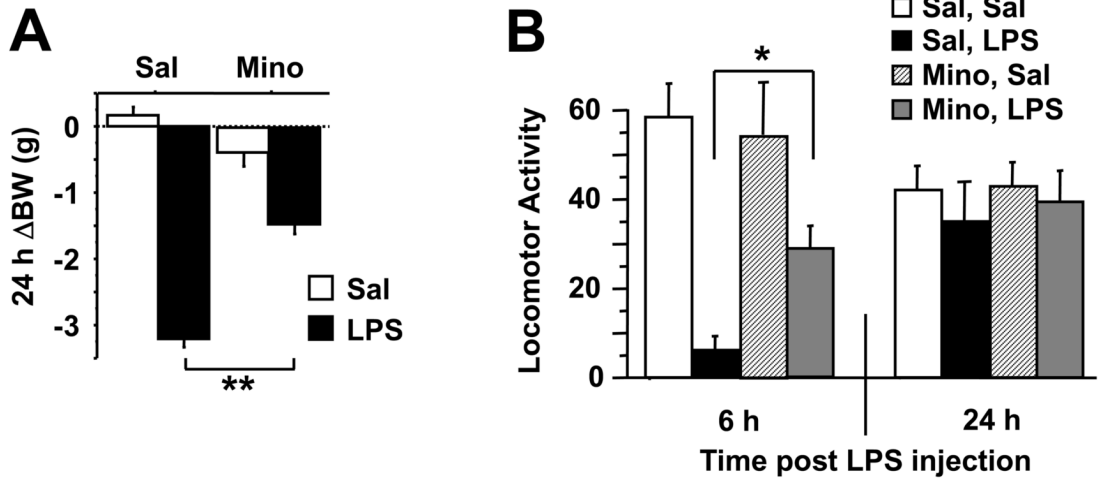 A
Sal Mino
24 h ΔBW (g)
0
-1
-2
-3
Sal
LPS
**
B
Sal, Sal
Sal, LPS
Mino, Sal
Mino, LPS
*
Locomotor Activity
60
40
20
0
6 h 24 h
Time post LPS injection